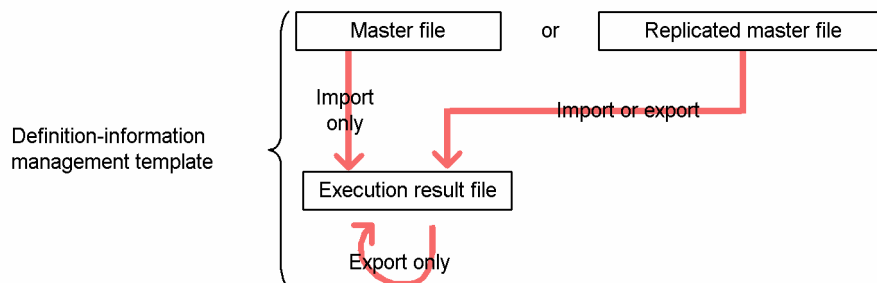 Master file
or
Replicated master file
Import
only
Import or export
Definition-information
management template
Execution result file
Export only